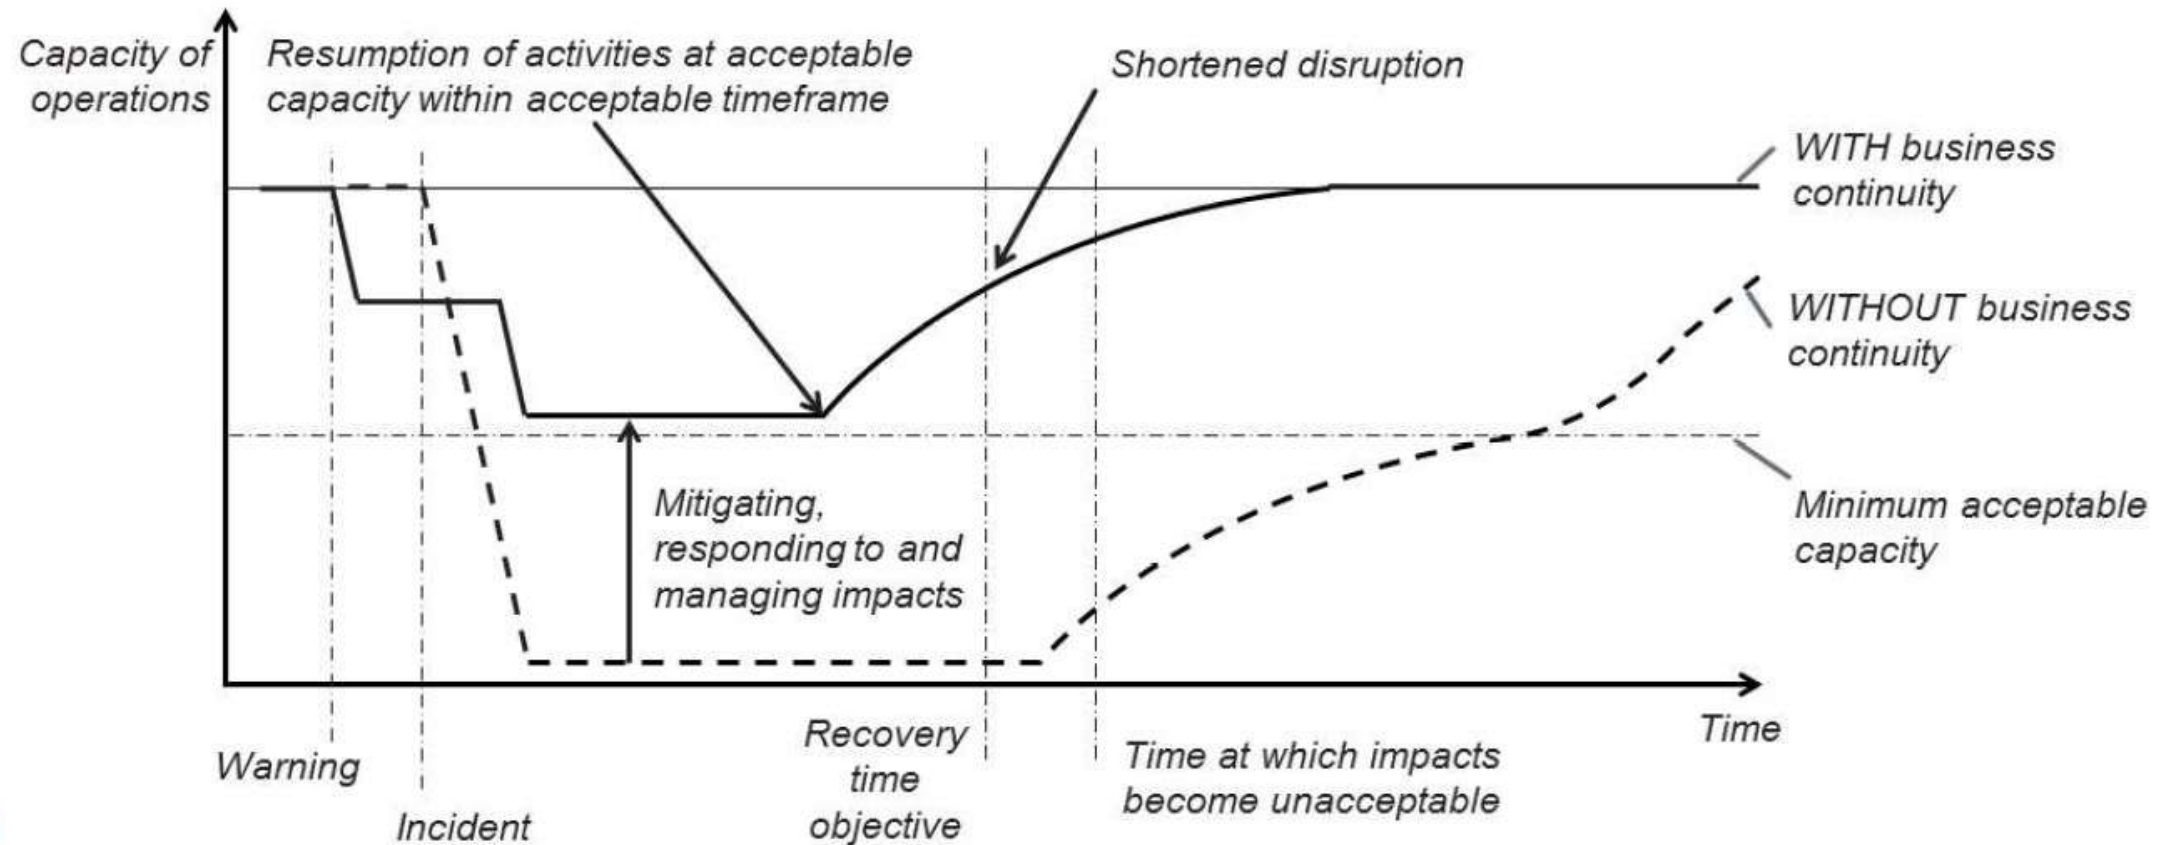 Capacity of
operations
Resumption of activities at acceptable
capacity within acceptable timeframe
Shortened disruption
WITH business
continuity
WITHOUT business
continuity
Mitigating,
responding to and
managing impacts
Minimum acceptable
capacity
Time
Warning
Incident
Recovery
time
objective
Time at which impacts
become unacceptable